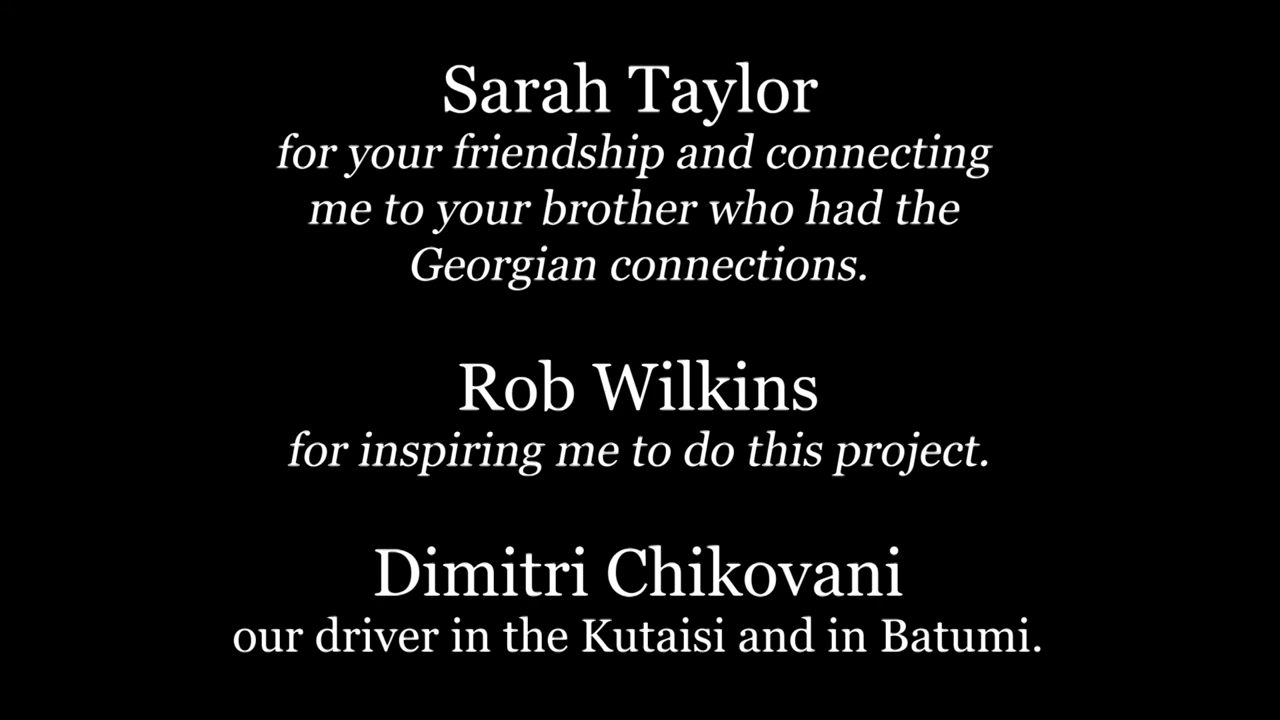 Sarah Taylor
for your friendship and connecting
me to your brother who had the
Georgian connections.
Rob Wilkins
for inspiring me to do this project.
Dimitri Chikovani
our driver in the Kutaisi and in Batumi.